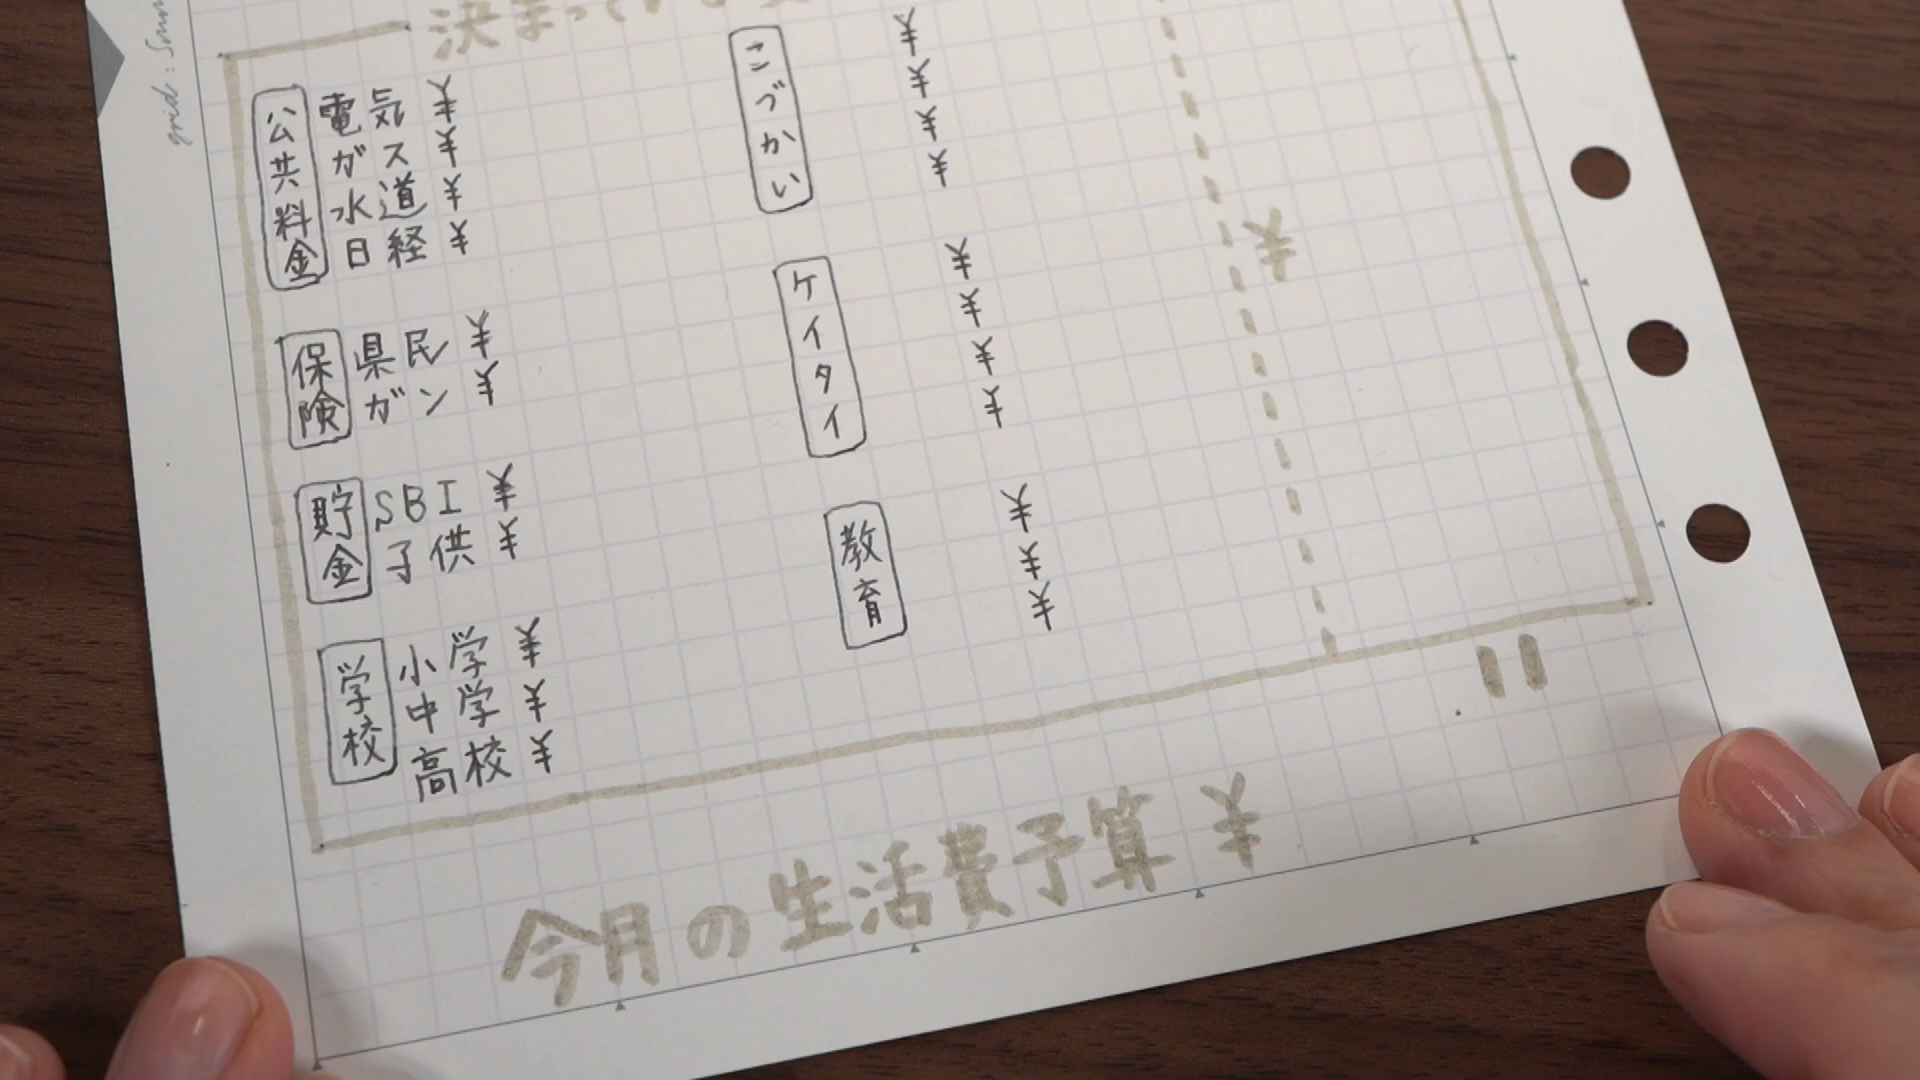 grid: 5mm
決まって
公共料金
電気 ¥
ガス ¥
水道 ¥
日経 ¥
保険
県民 ¥
ガン ¥
貯金
SBI ¥
子供 ¥
学校
小学 ¥
中学 ¥
高校 ¥
こづかい
¥
¥
¥
¥
ケイタイ
¥
¥
¥
¥
教育
¥
¥
¥
¥
今月の生活費予算 ¥